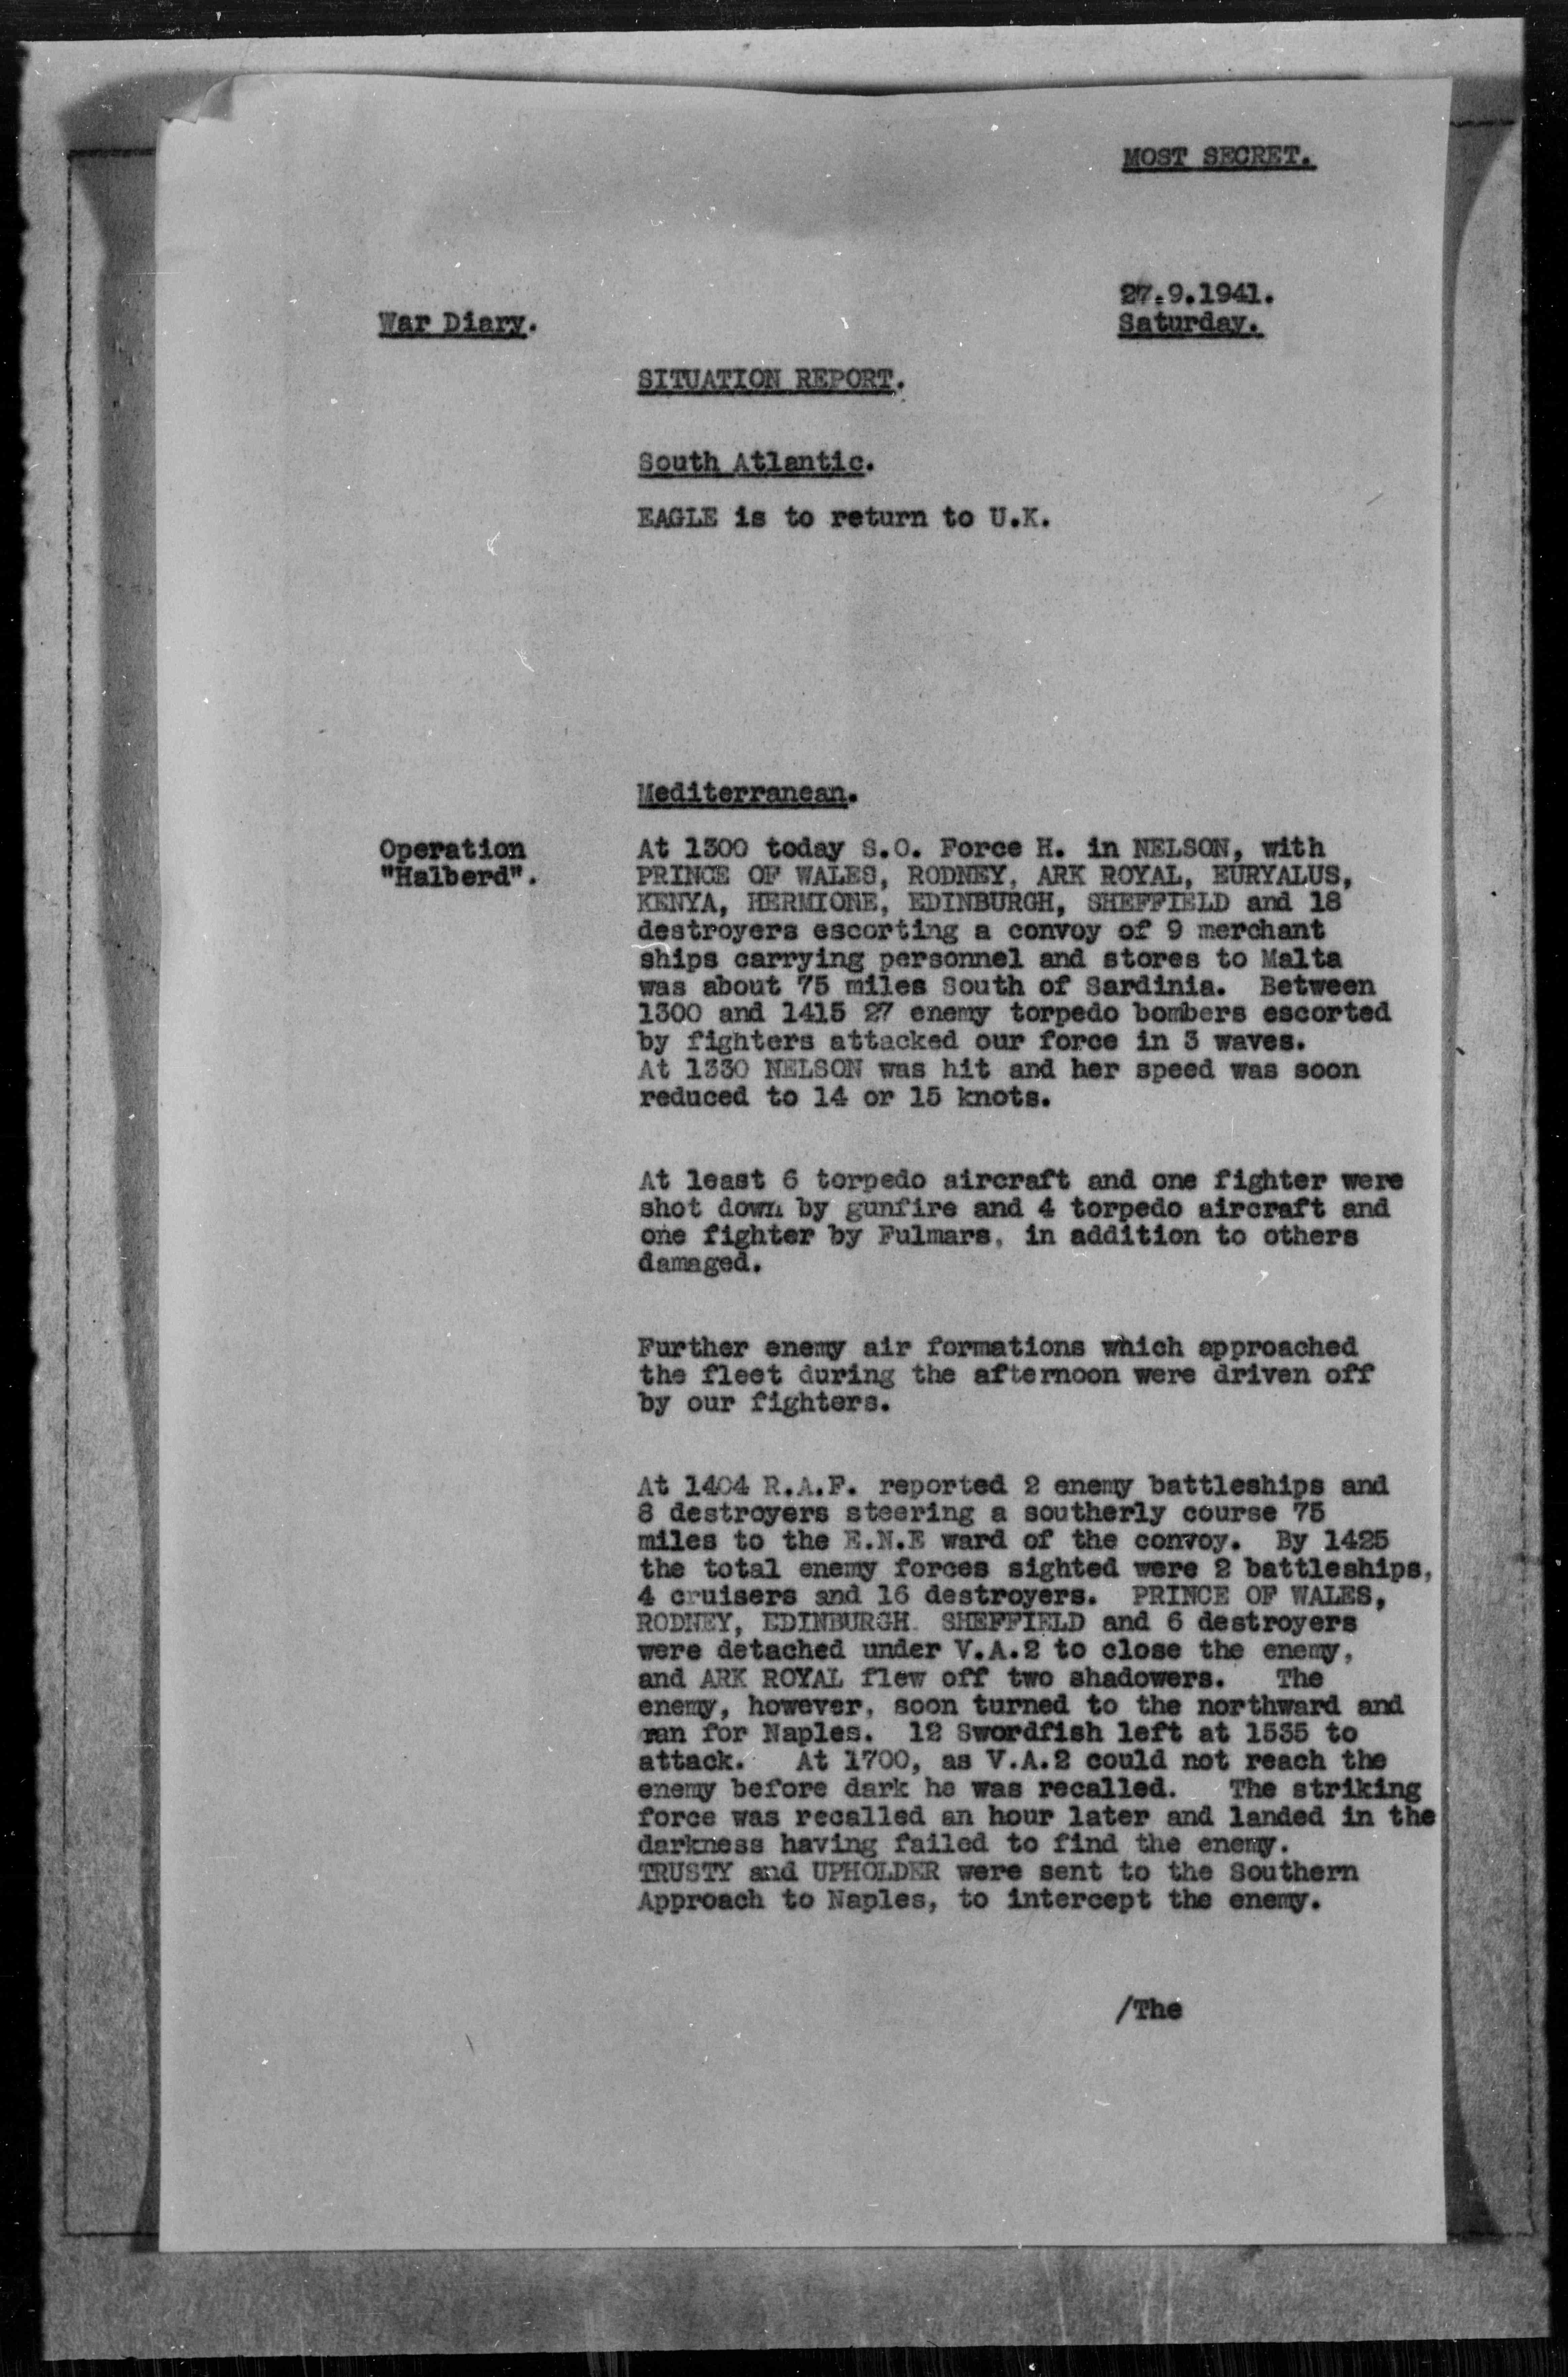 MOST SECRET.
27.9.1941.
War Diary.
Saturday.
SITUATION REPORT.
South Atlantic.
EAGLE is to return to U.K.
Mediterranean.
Operation
"Halberd".
At 1300 today S.O. Force H. in NELSON, with
PRINCE OF WALES, RODNEY, ARK ROYAL, EURYALUS,
KENYA, HERMIONE, EDINBURGH, SHEFFIELD and 18
destroyers escorting a convoy of 9 merchant
ships carrying personnel and stores to Malta
was about 75 miles South of Sardinia. Between
1300 and 1415 27 enemy torpedo bombers escorted
by fighters attacked our force in 3 waves.
At 1330 NELSON was hit and her speed was soon
reduced to 14 or 15 knots.
At least 6 torpedo aircraft and one fighter were
shot down by gunfire and 4 torpedo aircraft and
one fighter by Fulmars, in addition to others
damaged.
Further enemy air formations which approached
the fleet during the afternoon were driven off
by our fighters.
At 1404 R.A.F. reported 2 enemy battleships and
8 destroyers steering a southerly course 75
miles to the E.N.E ward of the convoy. By 1425
the total enemy forces sighted were 2 battleships,
4 cruisers and 16 destroyers. PRINCE OF WALES,
RODNEY, EDINBURGH. SHEFFIELD and 6 destroyers
were detached under V.A.2 to close the enemy,
and ARK ROYAL flew off two shadowers. The
enemy, however, soon turned to the northward and
ran for Naples. 12 Swordfish left at 1535 to
attack. At 1700, as V.A.2 could not reach the
enemy before dark he was recalled. The striking
force was recalled an hour later and landed in the
darkness having failed to find the enemy.
TRUSTY and UPHOLDER were sent to the Southern
Approach to Naples, to intercept the enemy.
/The